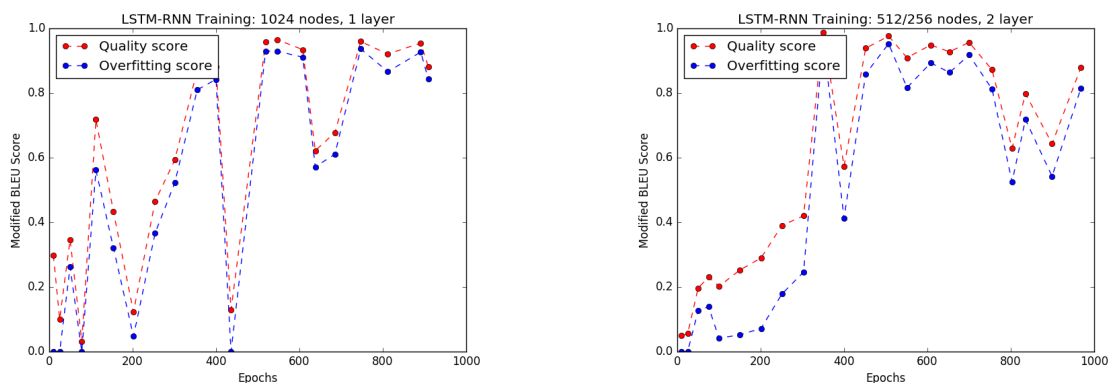 LSTM-RNN Training: 1024 nodes, 1 layer
Quality score
Overfitting score
1.0
0.8
0.6
0.4
0.2
0.0
Modified BLEU Score
0
200
400
600
800
1000
Epochs
LSTM-RNN Training: 512/256 nodes, 2 layer
Quality score
Overfitting score
1.0
0.8
0.6
0.4
0.2
0.0
Modified BLEU Score
0
200
400
600
800
1000
Epochs